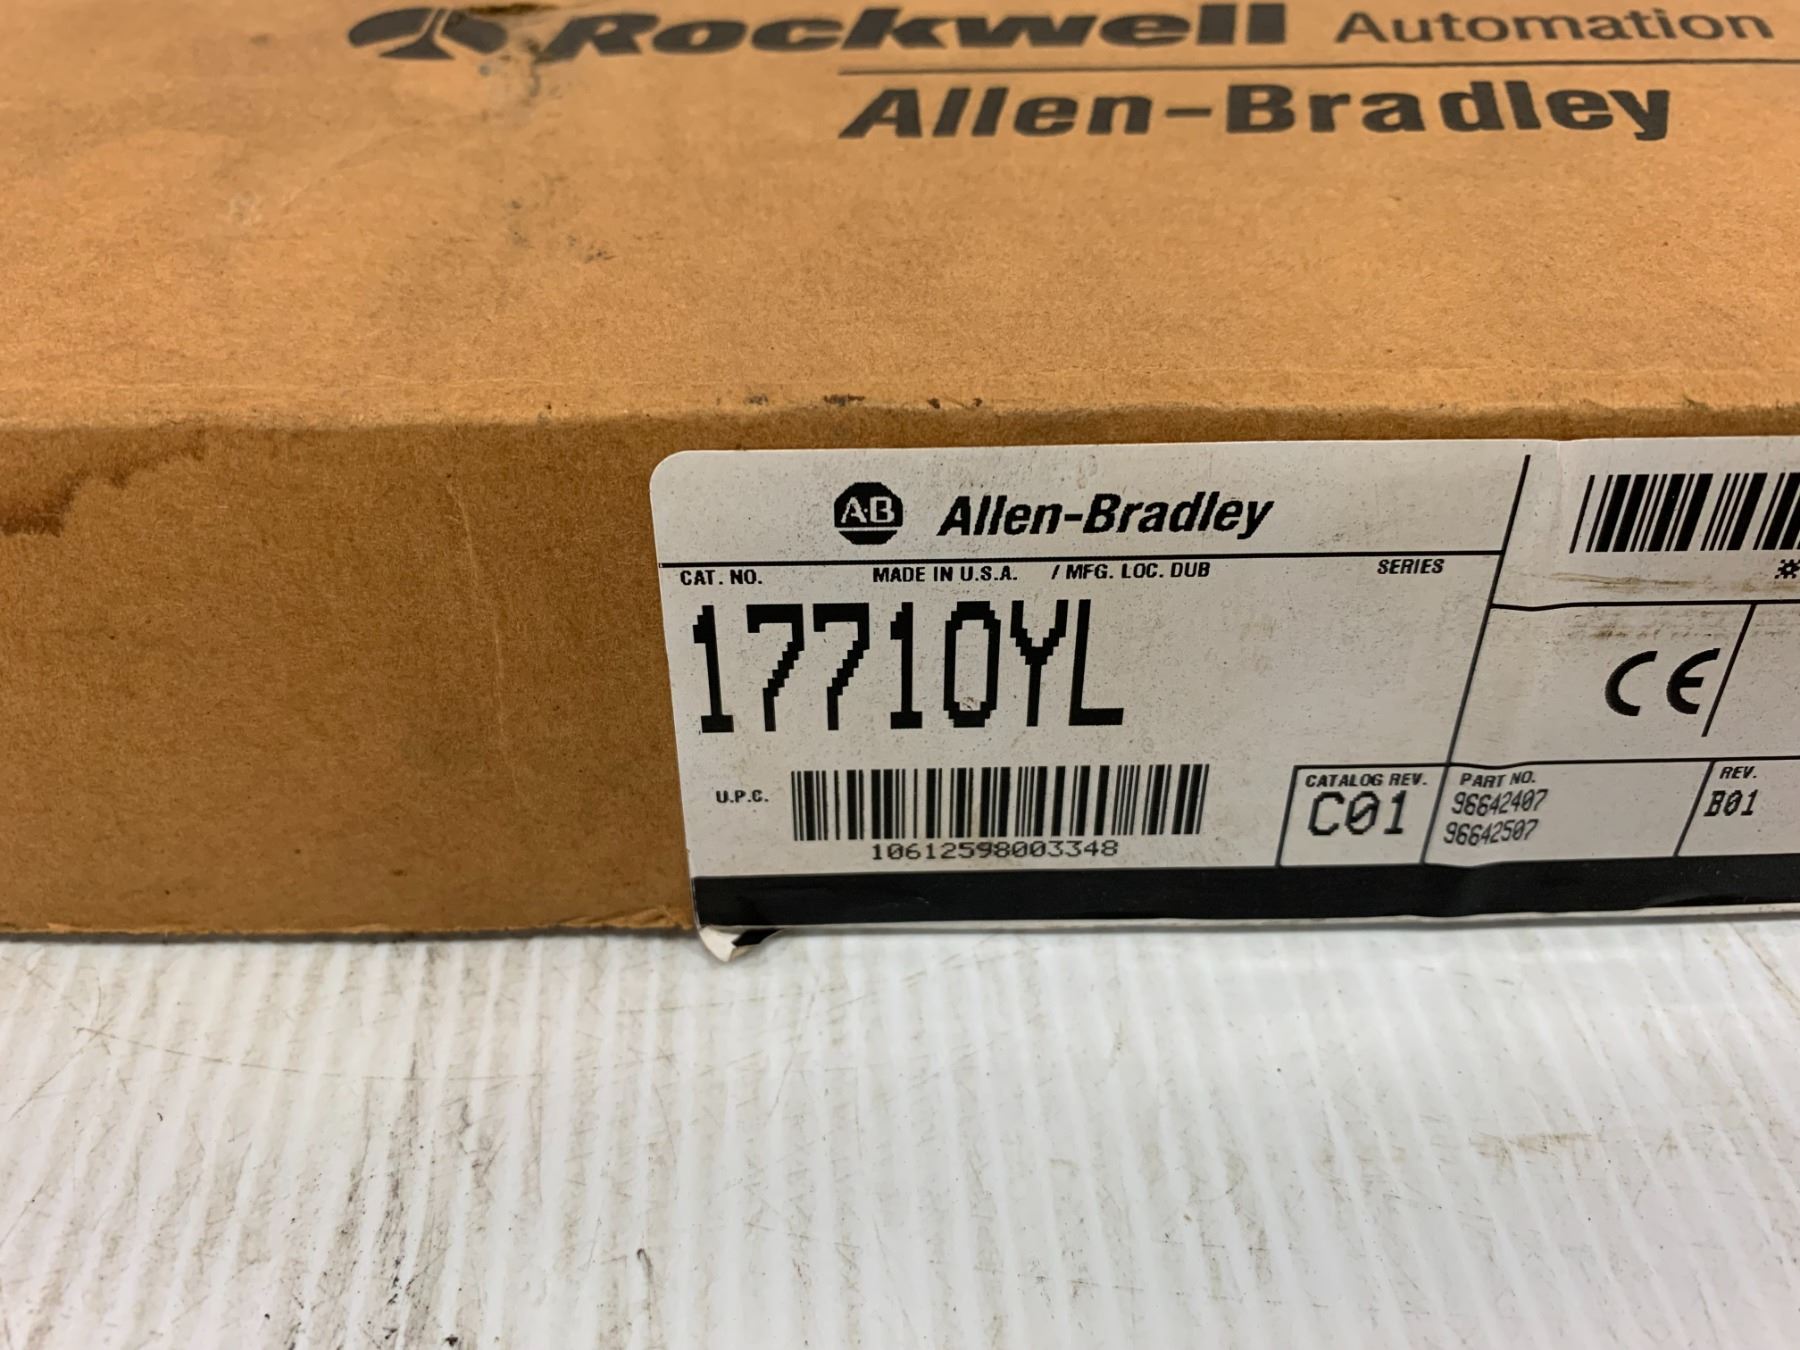 Rockwell Automation
Allen-Bradley
AB Allen-Bradley
CAT. NO. MADE IN U.S.A. / MFG. LOC. DUB SERIES
1771OYL
U.P.C.
10612598003348
CE
CATALOG REV. PART NO. REV.
C01 96642407 B01
96642507